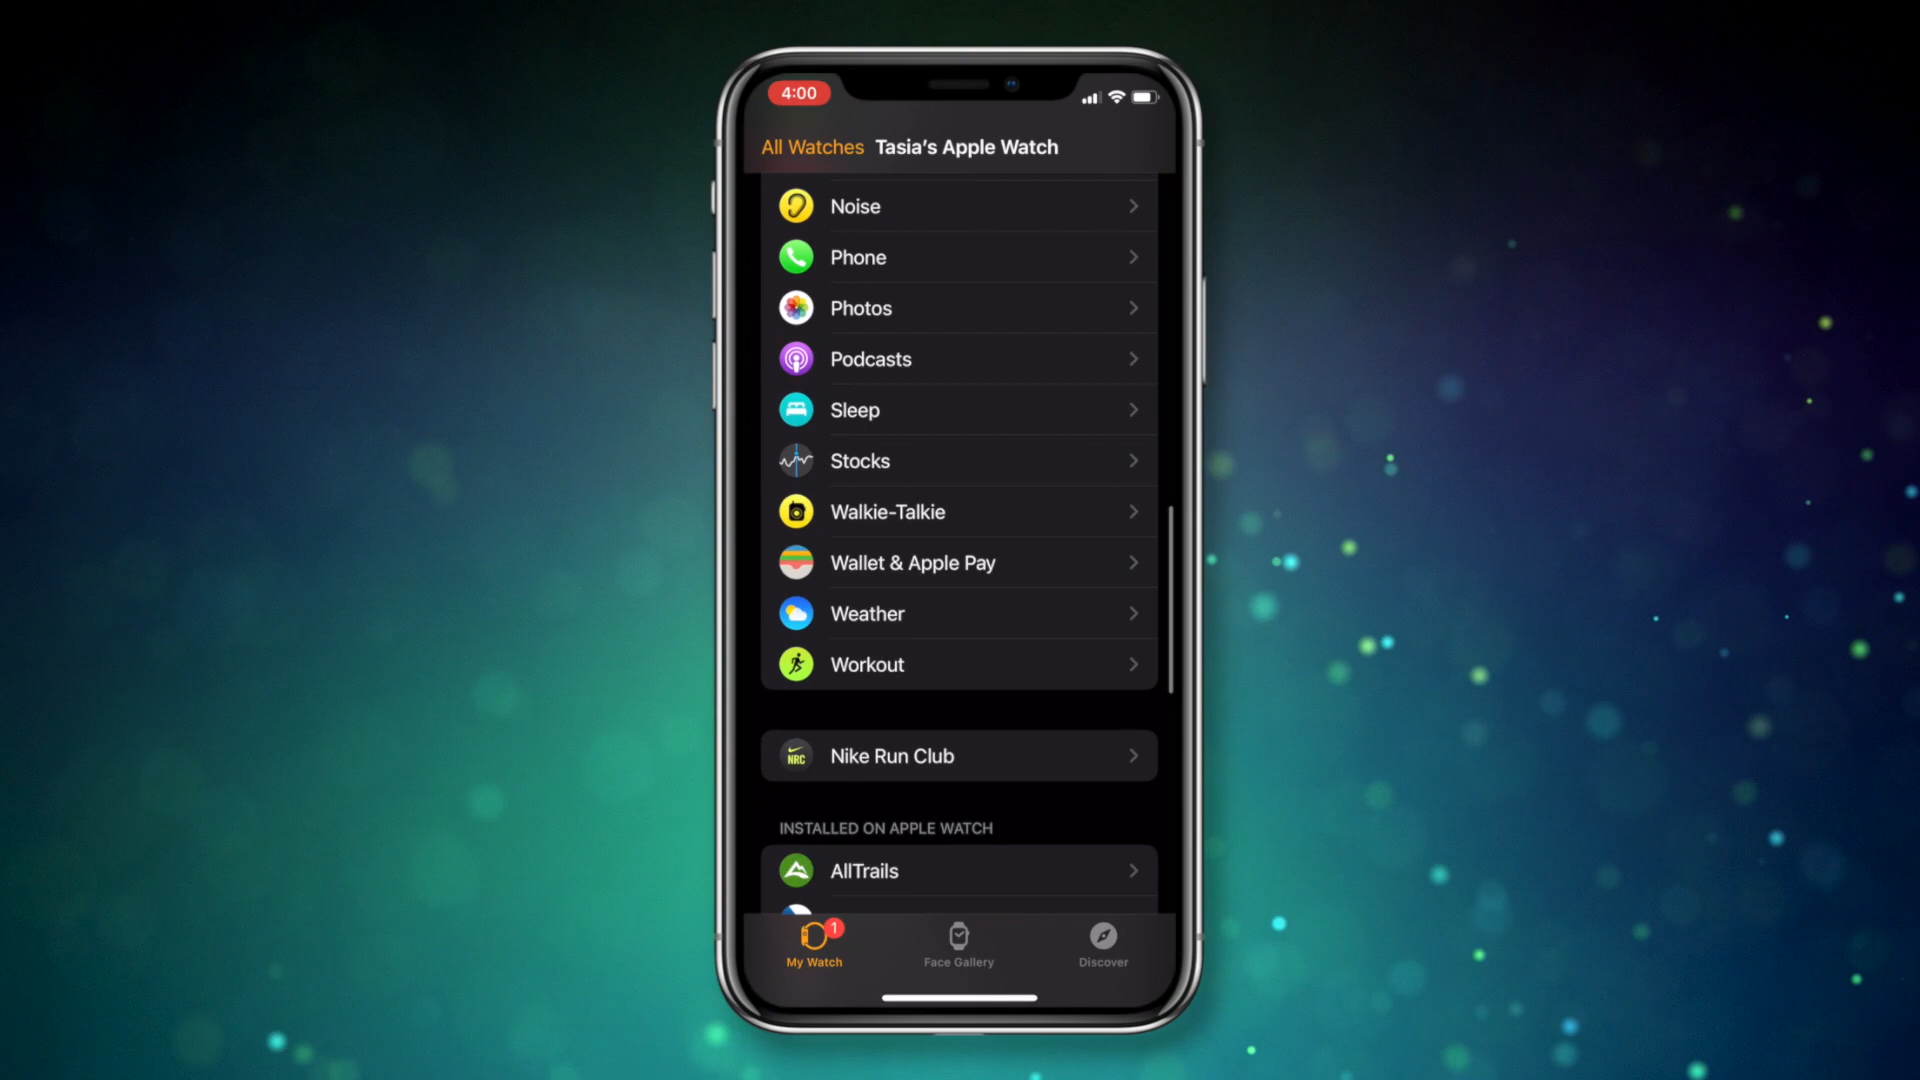 4:00
All Watches Tasia's Apple Watch
Noise
Phone
Photos
Podcasts
Sleep
Stocks
Walkie-Talkie
Wallet & Apple Pay
Weather
Workout
NRC
Nike Run Club
INSTALLED ON APPLE WATCH
AllTrails
1
My Watch Face Gallery Discover